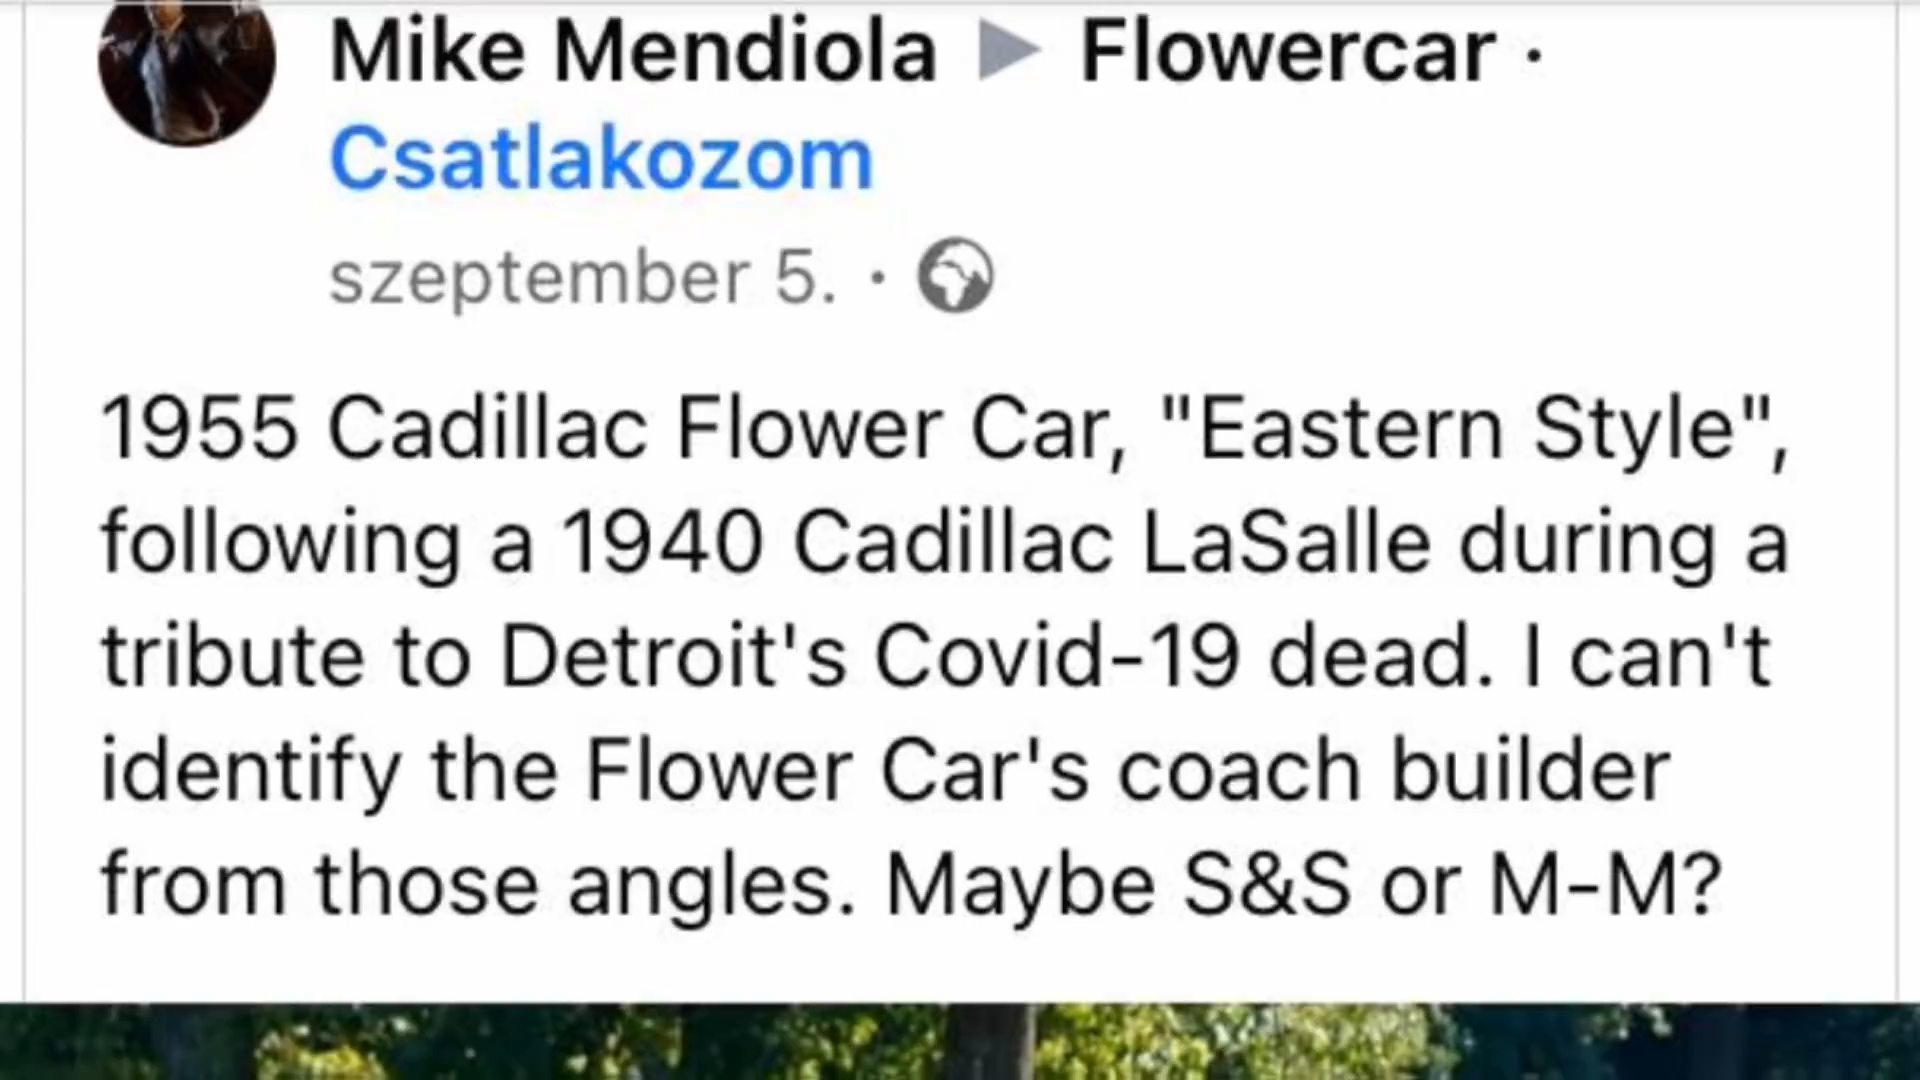 Mike Mendiola ▶ Flowercar ·
Csatlakozom
szeptember 5. ·
1955 Cadillac Flower Car, "Eastern Style",
following a 1940 Cadillac LaSalle during a
tribute to Detroit's Covid-19 dead. I can't
identify the Flower Car's coach builder
from those angles. Maybe S&S or M-M?